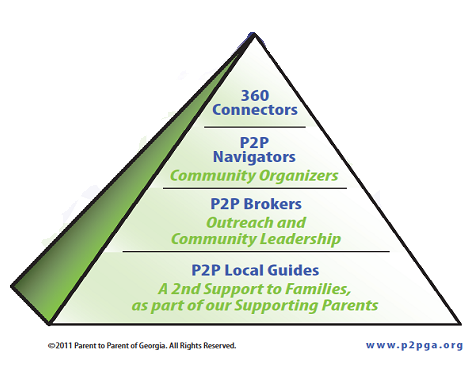 360
Connectors
P2P
Navigators
Community Organizers
P2P Brokers
Outreach and
Community Leadership
P2P Local Guides
A 2nd Support to Families,
as part of our Supporting Parents
©2011 Parent to Parent of Georgia. All Rights Reserved.
www.p2pga.org